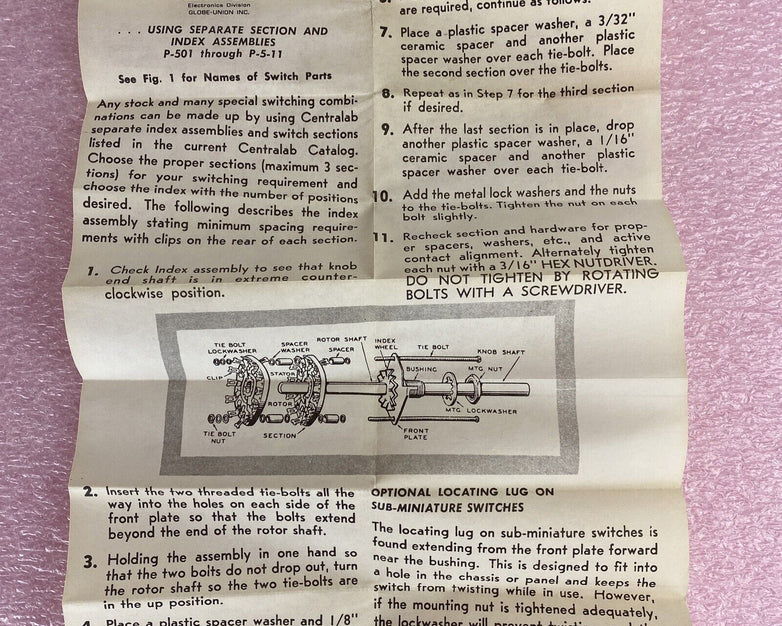 Electronics Division
GLOBE-UNION INC.
. . . USING SEPARATE SECTION AND
INDEX ASSEMBLIES
P-501 through P-5-11
See Fig. 1 for Names of Switch Parts
Any stock and many special switching combi-
nations can be made up by using Centralab
separate index assemblies and switch sections
listed in the current Centralab Catalog.
Choose the proper sections (maximum 3 sec-
tions) for your switching requirement and
choose the index with the number of positions
desired. The following describes the index
assembly stating minimum spacing require-
ments with clips on the rear of each section.
1. Check Index assembly to see that knob
end shaft is in extreme counter-
clockwise position.
are required, continue as follows:
7. Place a plastic spacer washer, a 3/32"
ceramic spacer and another plastic
spacer washer over each tie-bolt. Place
the second section over the tie-bolts.
8. Repeat as in Step 7 for the third section
if desired.
9. After the last section is in place, drop
another plastic spacer washer, a 1/16"
ceramic spacer and another plastic
spacer washer over each tie-bolt.
10. Add the metal lock washers and the nuts
to the tie-bolts. Tighten the nut on each
bolt slightly.
11. Recheck section and hardware for prop-
er spacers, washers, etc., and active
contact alignment. Alternately tighten
each nut with a 3/16" HEX NUTDRIVER.
DO NOT TIGHTEN BY ROTATING
BOLTS WITH A SCREWDRIVER.
TIE BOLT
LOCKWASHER
SPACER
WASHER
ROTOR SHAFT
SPACER
INDEX
WHEEL
TIE BOLT
KNOB SHAFT
CLIP
STATOR
BUSHING
MTG NUT
ROTOR
MTG. LOCKWASHER
TIE BOLT
NUT
SECTION
FRONT
PLATE
2. Insert the two threaded tie-bolts all the
way into the holes on each side of the
front plate so that the bolts extend
beyond the end of the rotor shaft.
3. Holding the assembly in one hand so
that the two bolts do not drop out, turn
the rotor shaft so the two tie-bolts are
in the up position.
4. Place a plastic spacer washer and 1/8"
OPTIONAL LOCATING LUG ON
SUB-MINIATURE SWITCHES
The locating lug on sub-miniature switches is
found extending from the front plate forward
near the bushing. This is designed to fit into
a hole in the chassis or panel and keeps the
switch from twisting while in use. However,
if the mounting nut is tightened adequately,
the lockwasher will prevent